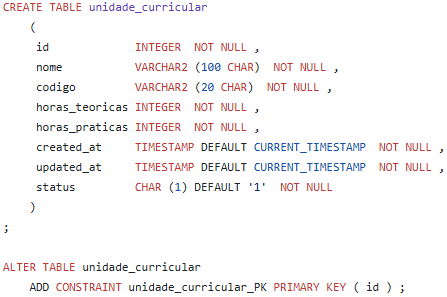 CREATE TABLE unidade_curricular
(
id INTEGER NOT NULL ,
nome VARCHAR2 (100 CHAR) NOT NULL ,
codigo VARCHAR2 (20 CHAR) NOT NULL ,
horas_teoricas INTEGER NOT NULL ,
horas_praticas INTEGER NOT NULL ,
created_at TIMESTAMP DEFAULT CURRENT_TIMESTAMP NOT NULL ,
updated_at TIMESTAMP DEFAULT CURRENT_TIMESTAMP NOT NULL ,
status CHAR (1) DEFAULT '1' NOT NULL
)
;
ALTER TABLE unidade_curricular
ADD CONSTRAINT unidade_curricular_PK PRIMARY KEY ( id ) ;